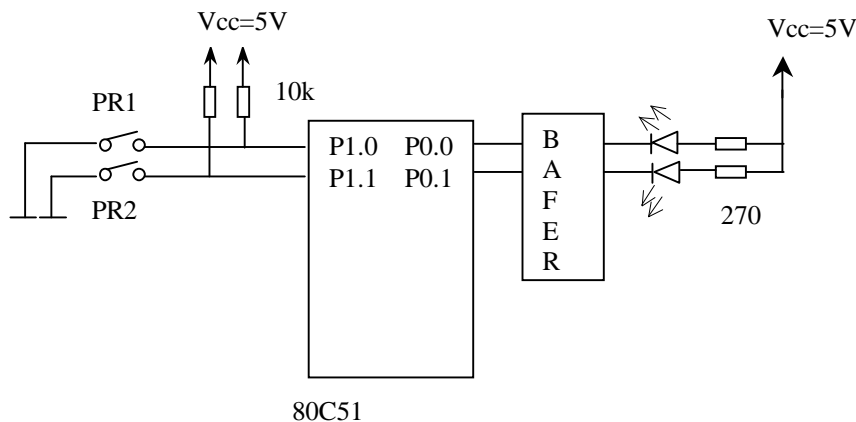 Vcc=5V
Vcc=5V
10k
PR1
PR2
P1.0 P0.0
P1.1 P0.1
B
A
F
E
R
270
80C51